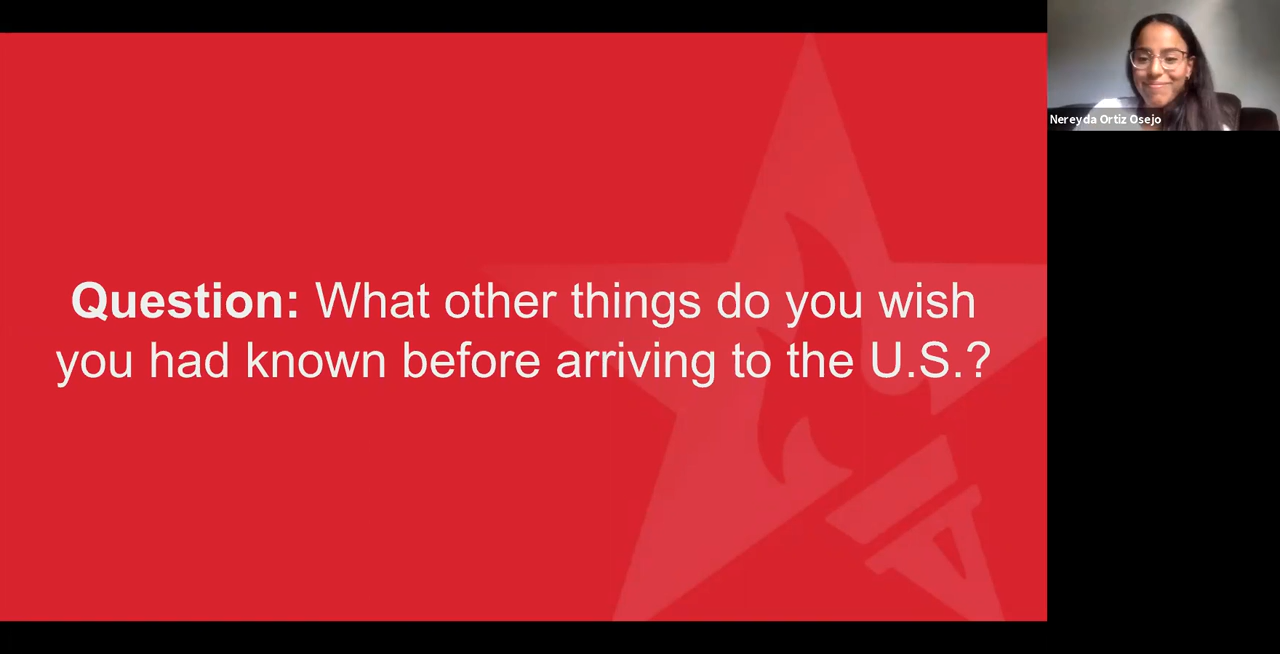 Question: What other things do you wish
you had known before arriving to the U.S.?
Nereyda Ortiz Osejo